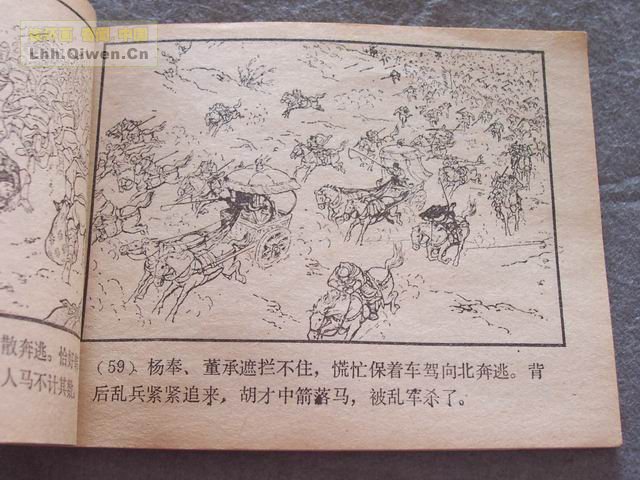 Lhh.Qiwen.Cn
散奔逃。恰好
人马不计其数
(59) 杨奉、董承遮拦不住，慌忙保着车驾向北奔逃。背
后乱兵紧紧追来，胡才中箭落马，被乱军杀了。